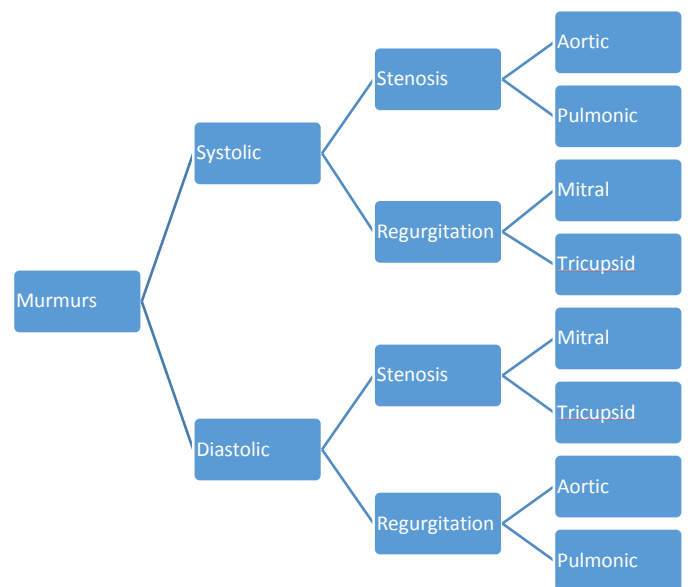 Murmurs
Systolic
Stenosis
Aortic
Pulmonic
Regurgitation
Mitral
Tricupsid
Diastolic
Stenosis
Mitral
Tricupsid
Regurgitation
Aortic
Pulmonic